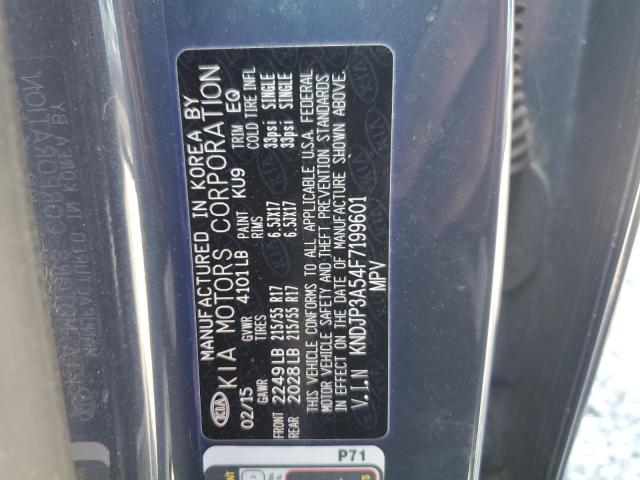 MANUFACTURED IN KOREA BY
KIA KIA MOTORS CORPORATION
02/15 GVWR 4101 LB PAINT KU9 TRIM EQ
GAWR TIRES RIMS COLD TIRE INFL
FRONT 2249 LB 215/55 R17 6.5JX17 33psi SINGLE
REAR 2028 LB 215/55 R17 6.5JX17 33psi SINGLE
THIS VEHICLE CONFORMS TO ALL APPLICABLE U.S.A. FEDERAL
MOTOR VEHICLE SAFETY AND THEFT PREVENTION STANDARDS
IN EFFECT ON THE DATE OF MANUFACTURE SHOWN ABOVE.
V.I.N KNDJP3A54F7199601
MPV
P71